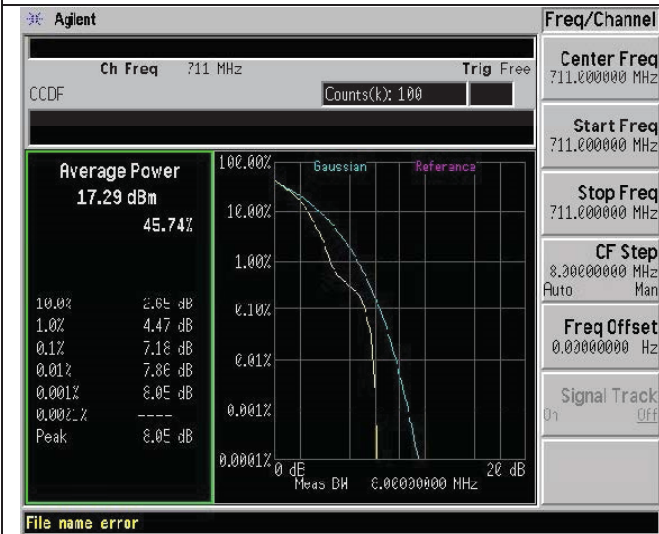 Agilent
Freq/Channel
Ch Freq 711 MHz Trig Free
CCDF Counts(k): 100
Average Power
17.29 dBm
45.74%
10.0% 2.65 dB
1.0% 4.47 dB
0.1% 7.18 dB
0.01% 7.86 dB
0.001% 8.05 dB
0.0001% ----
Peak 8.05 dB
100.00% Gaussian Referance
10.00%
1.00%
0.10%
0.01%
0.001%
0.0001%
0 dB 20 dB
Meas BW 8.00000000 MHz
Center Freq
711.000000 MHz
Start Freq
711.000000 MHz
Stop Freq
711.000000 MHz
CF Step
8.00000000 MHz
Auto Man
Freq Offset
0.00000000 Hz
Signal Track
On Off
File name error